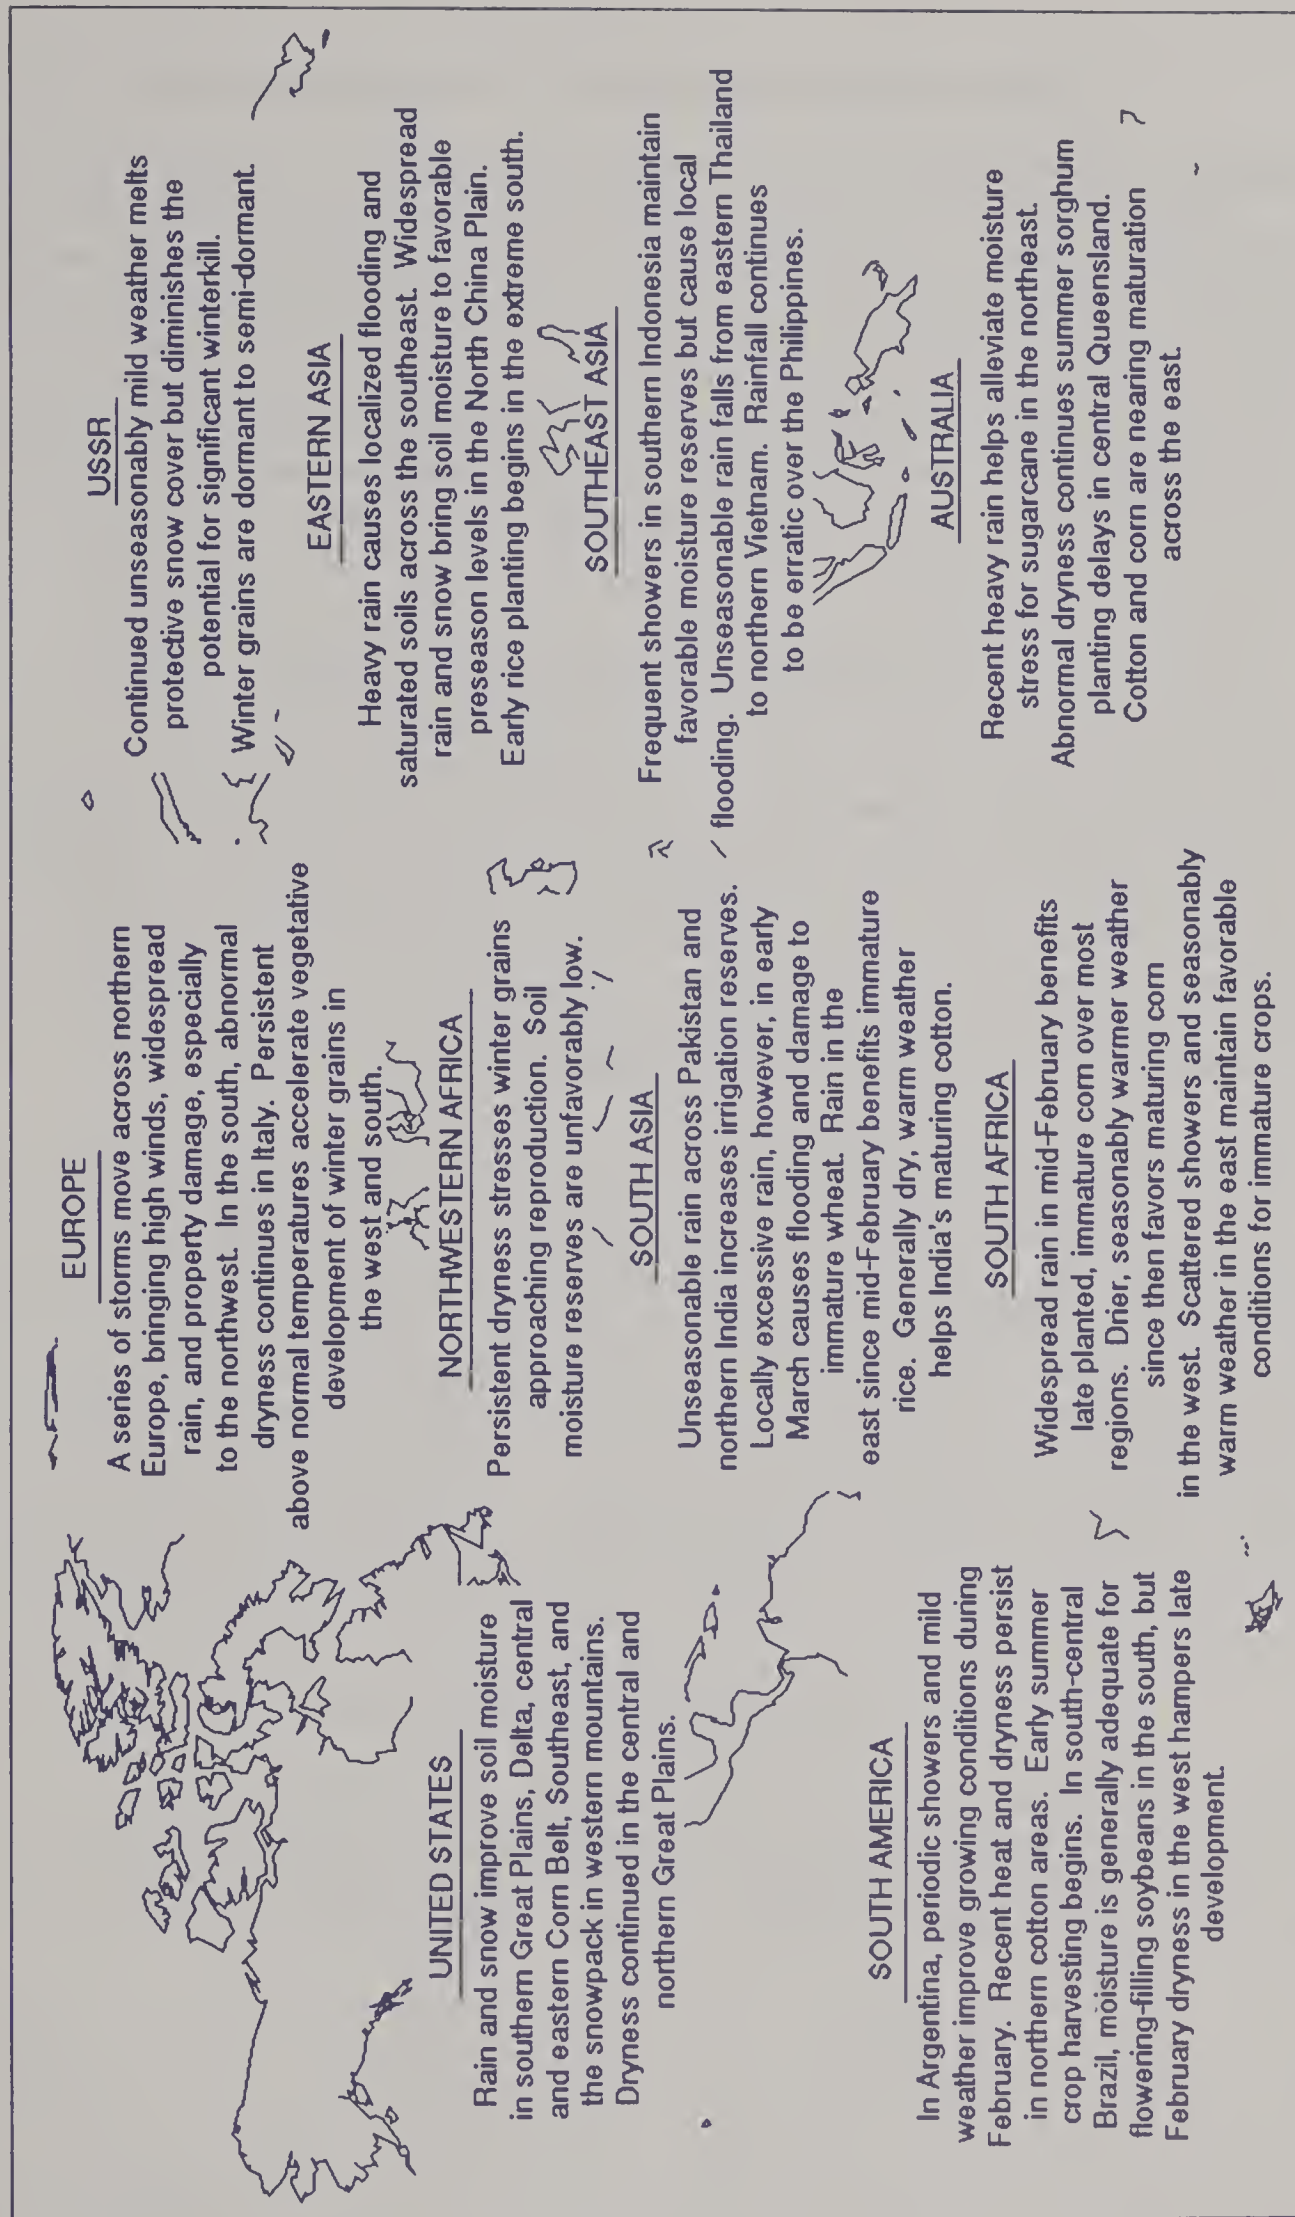 UNITED STATES
Rain and snow improve soil moisture
in southern Great Plains, Delta, central
and eastern Corn Belt, Southeast, and
the snowpack in western mountains.
Dryness continued in the central and
northern Great Plains.
SOUTH AMERICA
In Argentina, periodic showers and mild
weather improve growing conditions during
February. Recent heat and dryness persist
in northern cotton areas. Early summer
crop harvesting begins. In south-central
Brazil, moisture is generally adequate for
flowering-filling soybeans in the south, but
February dryness in the west hampers late
development.
EUROPE
A series of storms move across northern
Europe, bringing high winds, widespread
rain, and property damage, especially
to the northwest. In the south, abnormal
dryness continues in Italy. Persistent
above normal temperatures accelerate vegetative
development of winter grains in
the west and south.
NORTHWESTERN AFRICA
Persistent dryness stresses winter grains
approaching reproduction. Soil
moisture reserves are unfavorably low.
SOUTH ASIA
Unseasonable rain across Pakistan and
northern India increases irrigation reserves.
Locally excessive rain, however, in early
March causes flooding and damage to
immature wheat. Rain in the
east since mid-February benefits immature
rice. Generally dry, warm weather
helps India's maturing cotton.
SOUTH AFRICA
Widespread rain in mid-February benefits
late planted, immature corn over most
regions. Drier, seasonably warmer weather
since then favors maturing corn
in the west. Scattered showers and seasonably
warm weather in the east maintain favorable
conditions for immature crops.
USSR
Continued unseasonably mild weather melts
protective snow cover but diminishes the
potential for significant winterkill.
Winter grains are dormant to semi-dormant.
EASTERN ASIA
Heavy rain causes localized flooding and
saturated soils across the southeast. Widespread
rain and snow bring soil moisture to favorable
preseason levels in the North China Plain.
Early rice planting begins in the extreme south.
SOUTHEAST ASIA
Frequent showers in southern Indonesia maintain
favorable moisture reserves but cause local
flooding. Unseasonable rain falls from eastern Thailand
to northern Vietnam. Rainfall continues
to be erratic over the Philippines.
AUSTRALIA
Recent heavy rain helps alleviate moisture
stress for sugarcane in the northeast.
Abnormal dryness continues summer sorghum
planting delays in central Queensland.
Cotton and corn are nearing maturation
across the east.